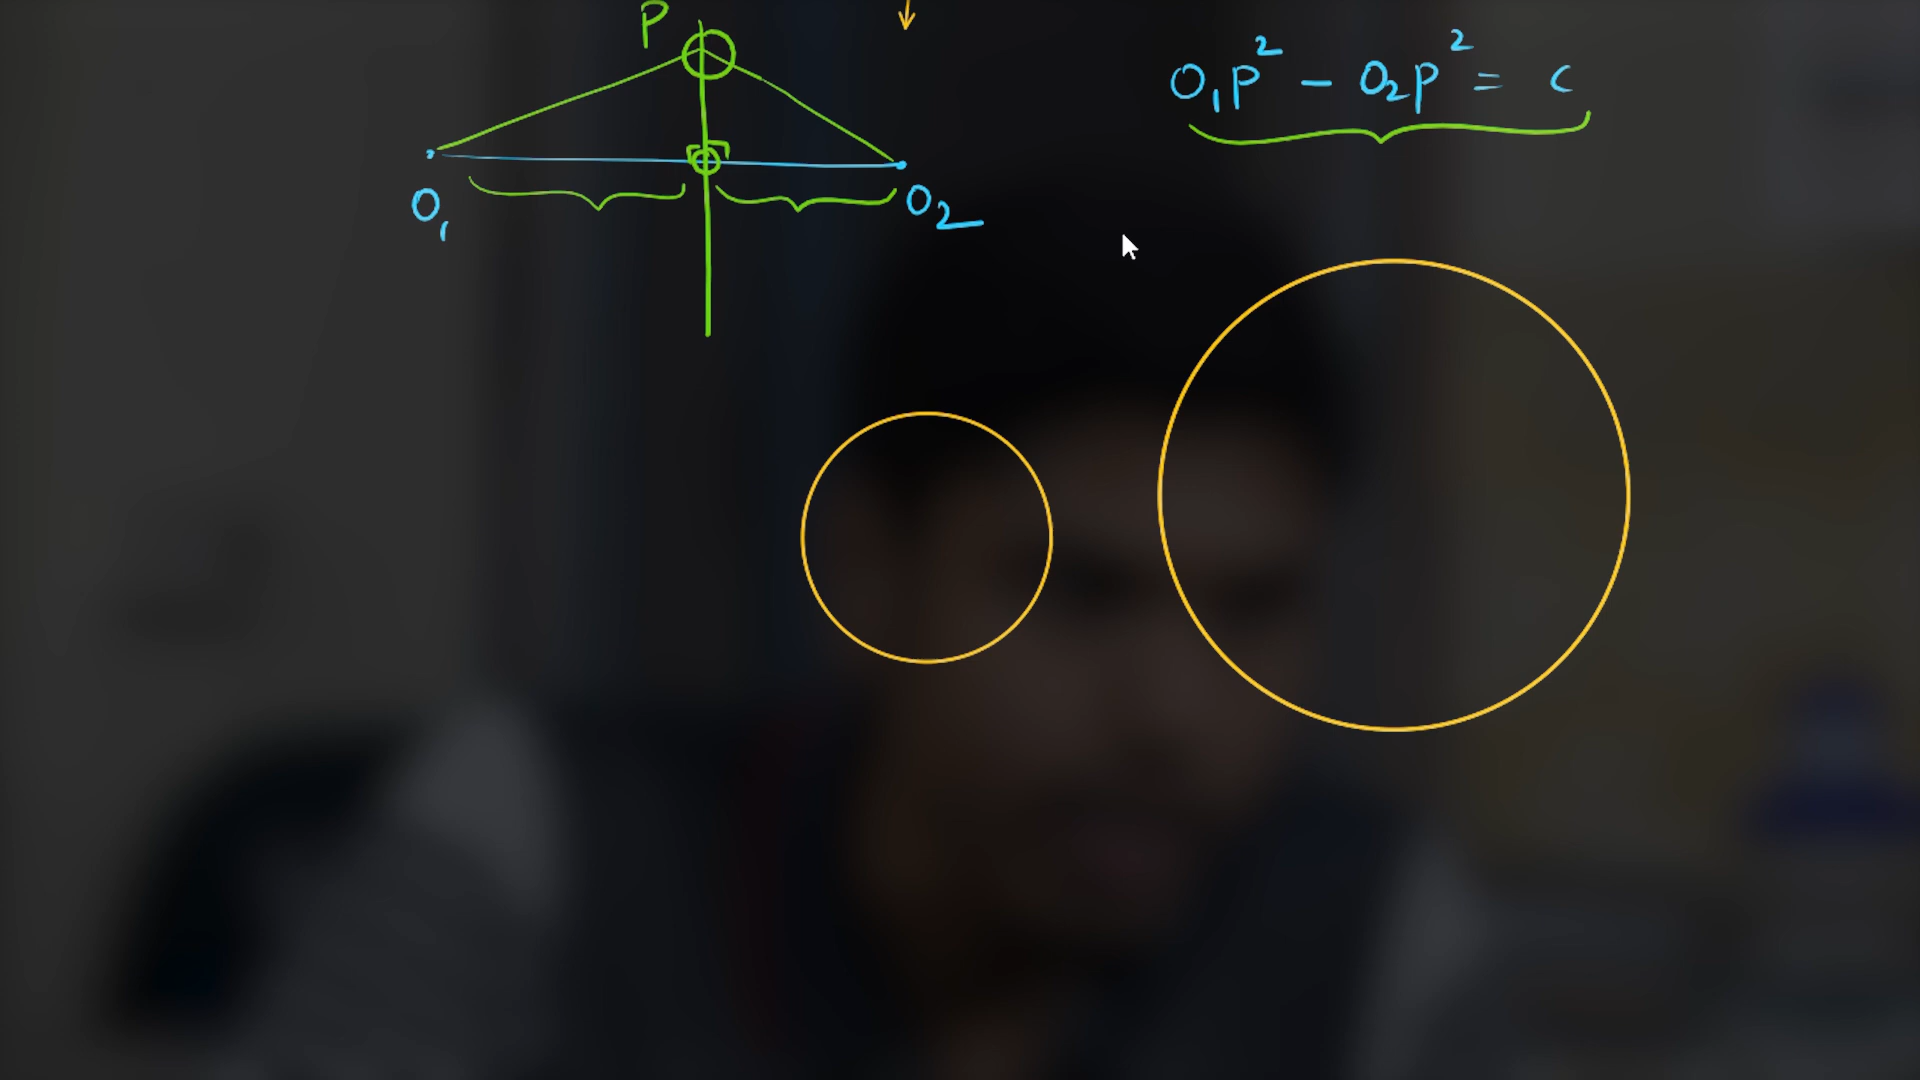 P
O₁P² − O₂P² = c
O₁
O₂